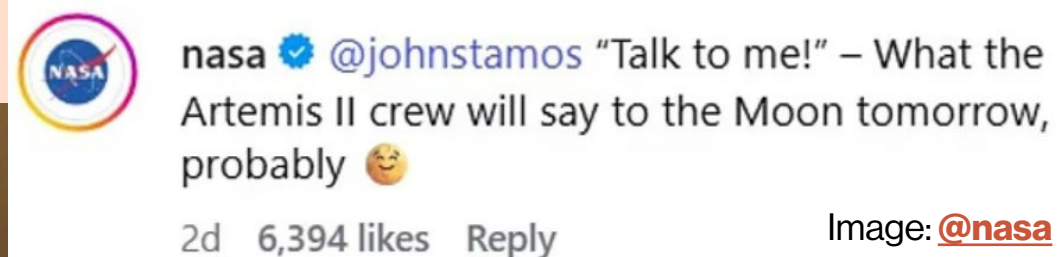 NASA
nasa @johnstamos “Talk to me!” – What the
Artemis II crew will say to the Moon tomorrow,
probably
2d 6,394 likes Reply
Image: @nasa